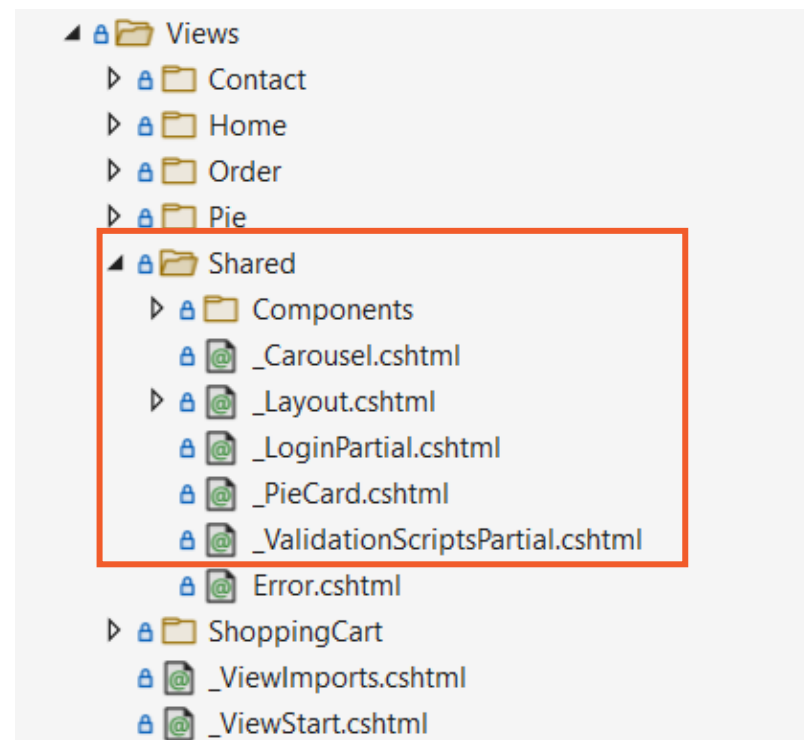 Views
Contact
Home
Order
Pie
Shared
Components
_Carousel.cshtml
_Layout.cshtml
_LoginPartial.cshtml
_PieCard.cshtml
_ValidationScriptsPartial.cshtml
Error.cshtml
ShoppingCart
_ViewImports.cshtml
_ViewStart.cshtml